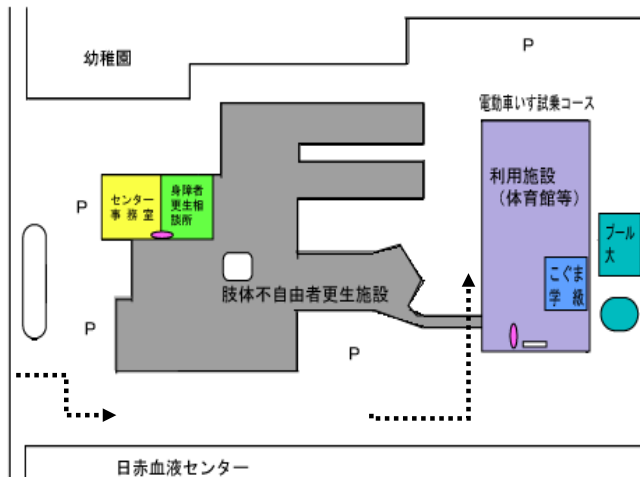 幼稚園
P
電動車いす試乗コース
利用施設
（体育館等）
センター
事務室
身障者
更生相
談所
P
プール
大
こぐま
学級
肢体不自由者更生施設
P
P
日赤血液センター